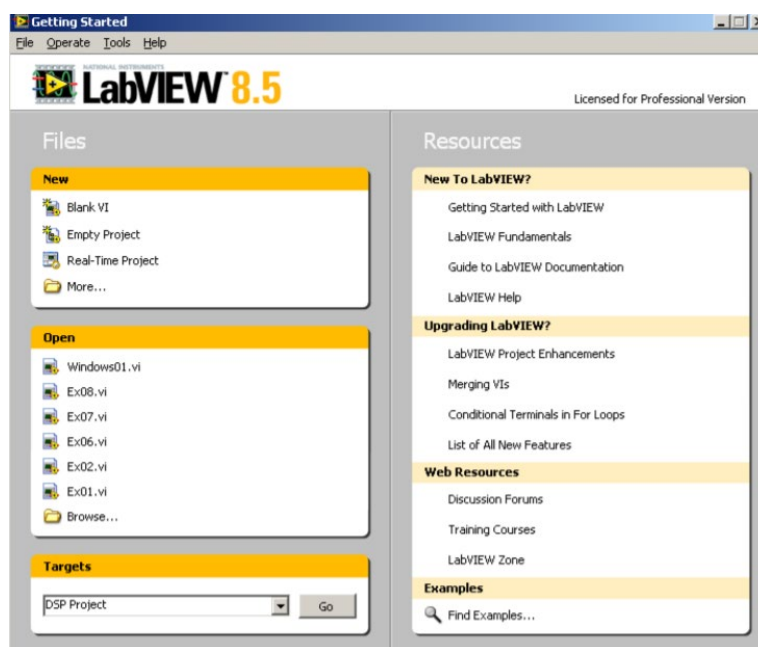 Getting Started
File Operate Tools Help
NATIONAL INSTRUMENTS
LabVIEW 8.5
Licensed for Professional Version
Files
New
Blank VI
Empty Project
Real-Time Project
More...
Open
Windows01.vi
Ex08.vi
Ex07.vi
Ex06.vi
Ex02.vi
Ex01.vi
Browse...
Targets
DSP Project
Go
Resources
New To LabVIEW?
Getting Started with LabVIEW
LabVIEW Fundamentals
Guide to LabVIEW Documentation
LabVIEW Help
Upgrading LabVIEW?
LabVIEW Project Enhancements
Merging VIs
Conditional Terminals in For Loops
List of All New Features
Web Resources
Discussion Forums
Training Courses
LabVIEW Zone
Examples
Find Examples...